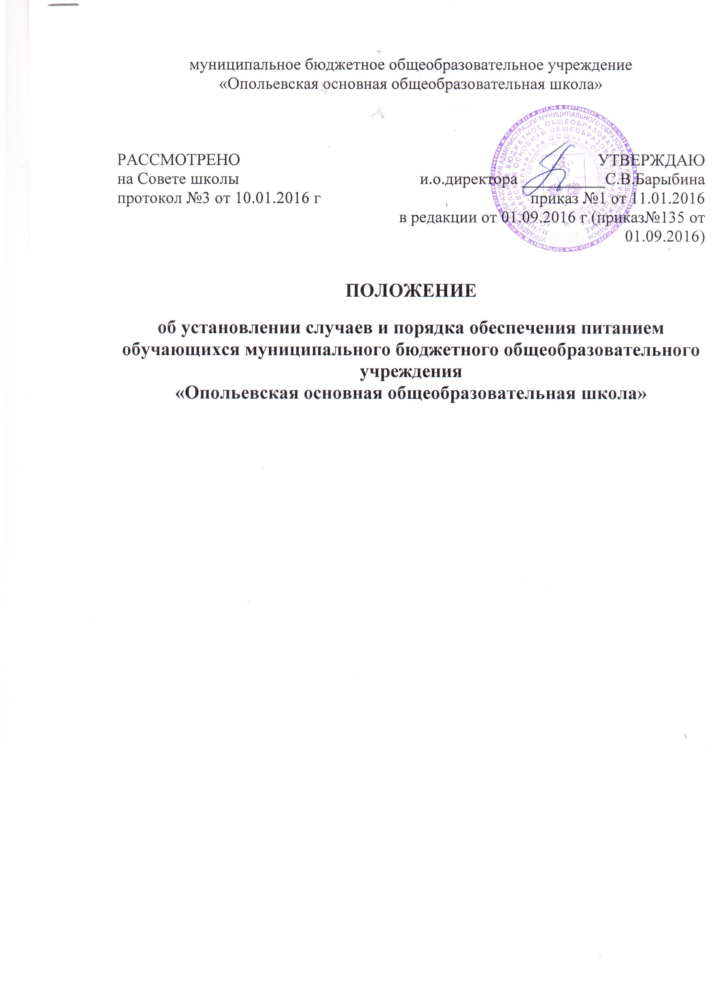 муниципальное бюджетное общеобразовательное учреждение
«Опольевская основная общеобразовательная школа»
РАССМОТРЕНО
на Совете школы
протокол №3 от 10.01.2016 г
УТВЕРЖДАЮ
и.о.директора __________ С.В.Барыбина
приказ №1 от 11.01.2016
в редакции от 01.09.2016 г (приказ№135 от
01.09.2016)
ПОЛОЖЕНИЕ
об установлении случаев и порядка обеспечения питанием
обучающихся муниципального бюджетного общеобразовательного
учреждения
«Опольевская основная общеобразовательная школа»